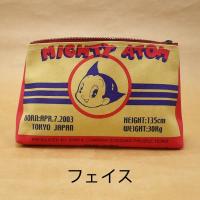 MIGHTY ATOM
BORN:APR.7.2003
TOKYO JAPAN
HEIGHT:135cm
WEIGHT:30Kg
フェイス